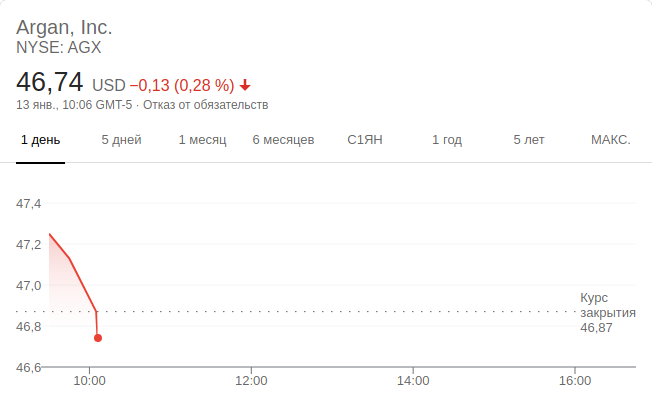 Argan, Inc.
NYSE: AGX
46,74 USD −0,13 (0,28 %)
13 янв., 10:06 GMT-5 · Отказ от обязательств
1 день 5 дней 1 месяц 6 месяцев С1ЯН 1 год 5 лет МАКС.
47,4
47,2
47,0
Курс
закрытия
46,8
46,87
46,6
10:00 12:00 14:00 16:00